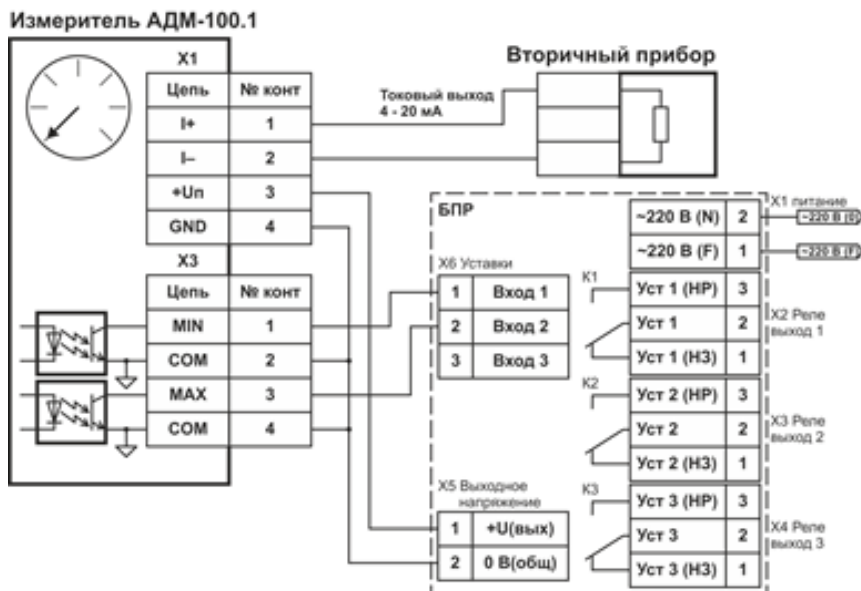 Измеритель АДМ-100.1
X1
Цепь № конт
I+ 1
I– 2
+Uп 3
GND 4
X3
Цепь № конт
MIN 1
COM 2
MAX 3
COM 4
Токовый выход
4 - 20 мА
Вторичный прибор
БПР
X6 Уставки
1 Вход 1
2 Вход 2
3 Вход 3
X5 Выходное
напряжение
1 +U(вых)
2 0 В(общ)
X1 питание
~220 В (N) 2
~220 В (0)
~220 В (F) 1
~220 В (F)
K1
Уст 1 (НР) 3
Уст 1 2
Уст 1 (НЗ) 1
X2 Реле
выход 1
K2
Уст 2 (НР) 3
Уст 2 2
Уст 2 (НЗ) 1
X3 Реле
выход 2
K3
Уст 3 (НР) 3
Уст 3 2
Уст 3 (НЗ) 1
X4 Реле
выход 3